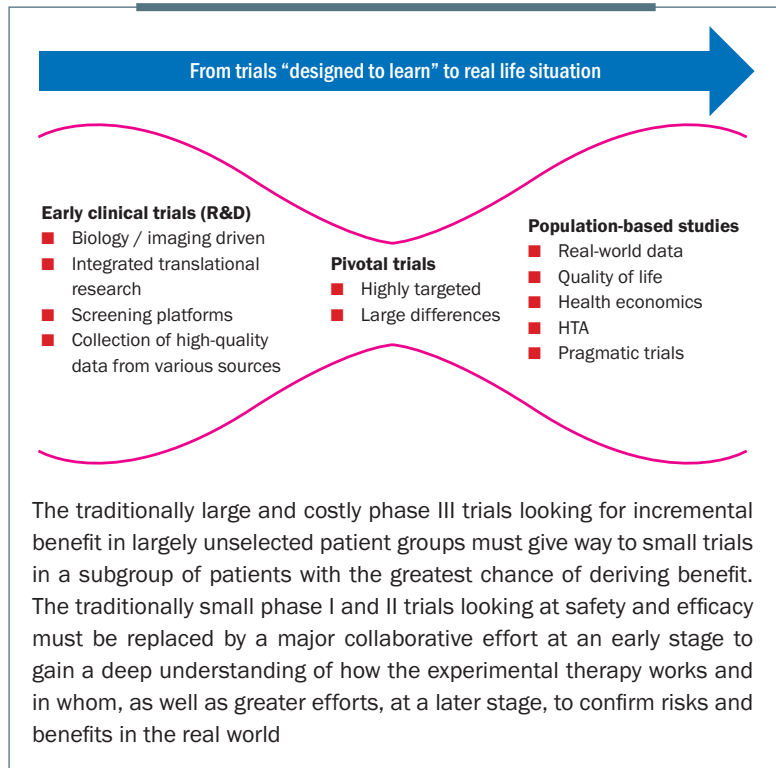 From trials “designed to learn” to real life situation
Early clinical trials (R&D)
Biology / imaging driven
Integrated translational
research
Screening platforms
Collection of high-quality
data from various sources
Pivotal trials
Highly targeted
Large differences
Population-based studies
Real-world data
Quality of life
Health economics
HTA
Pragmatic trials
The traditionally large and costly phase III trials looking for incremental
benefit in largely unselected patient groups must give way to small trials
in a subgroup of patients with the greatest chance of deriving benefit.
The traditionally small phase I and II trials looking at safety and efficacy
must be replaced by a major collaborative effort at an early stage to
gain a deep understanding of how the experimental therapy works and
in whom, as well as greater efforts, at a later stage, to confirm risks and
benefits in the real world